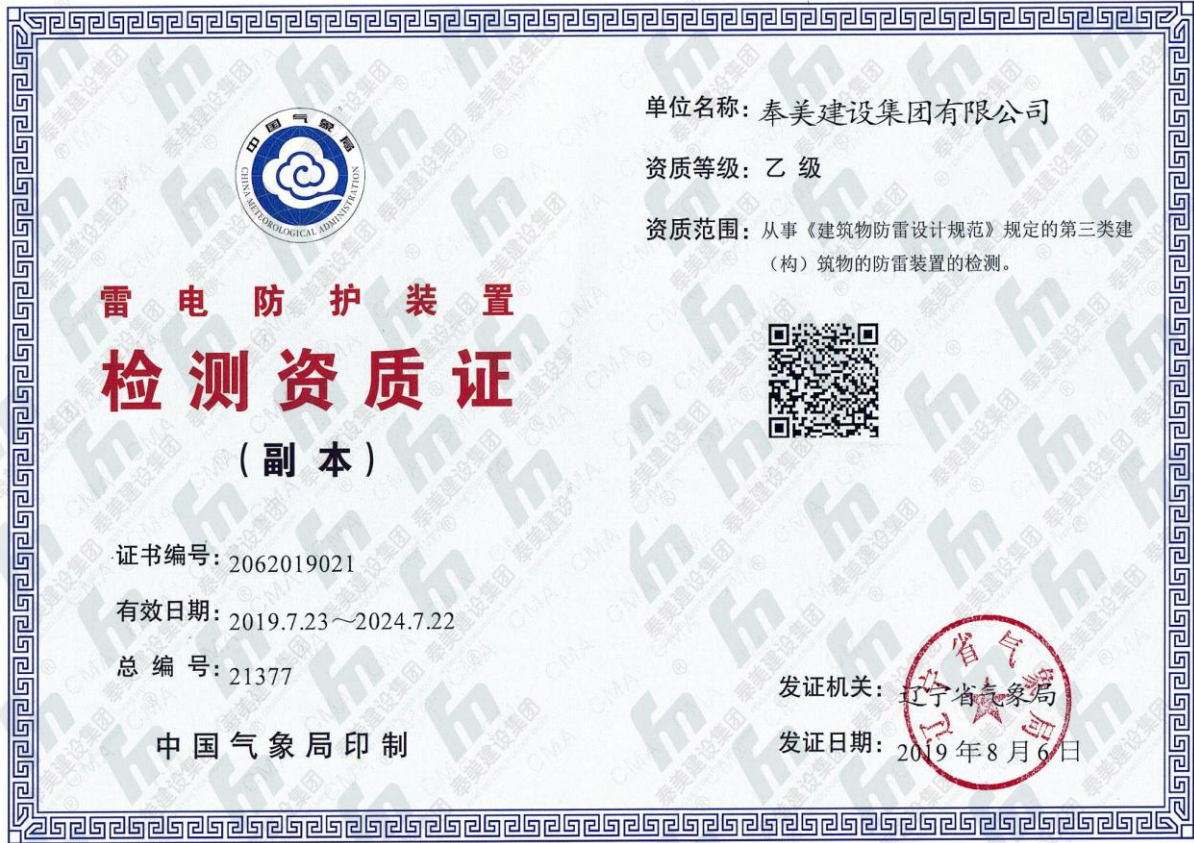 中国气象局
CHINA METEOROLOGICAL ADMINISTRATION
雷电防护装置
检测资质证
（副本）
证书编号：2062019021
有效日期：2019.7.23～2024.7.22
总编号：21377
中国气象局印制
单位名称：奉美建设集团有限公司
资质等级：乙级
资质范围：从事《建筑物防雷设计规范》规定的第三类建
（构）筑物的防雷装置的检测。
发证机关：辽宁省气象局
发证日期：2019年8月6日
辽宁省气象局
奉美建设集团